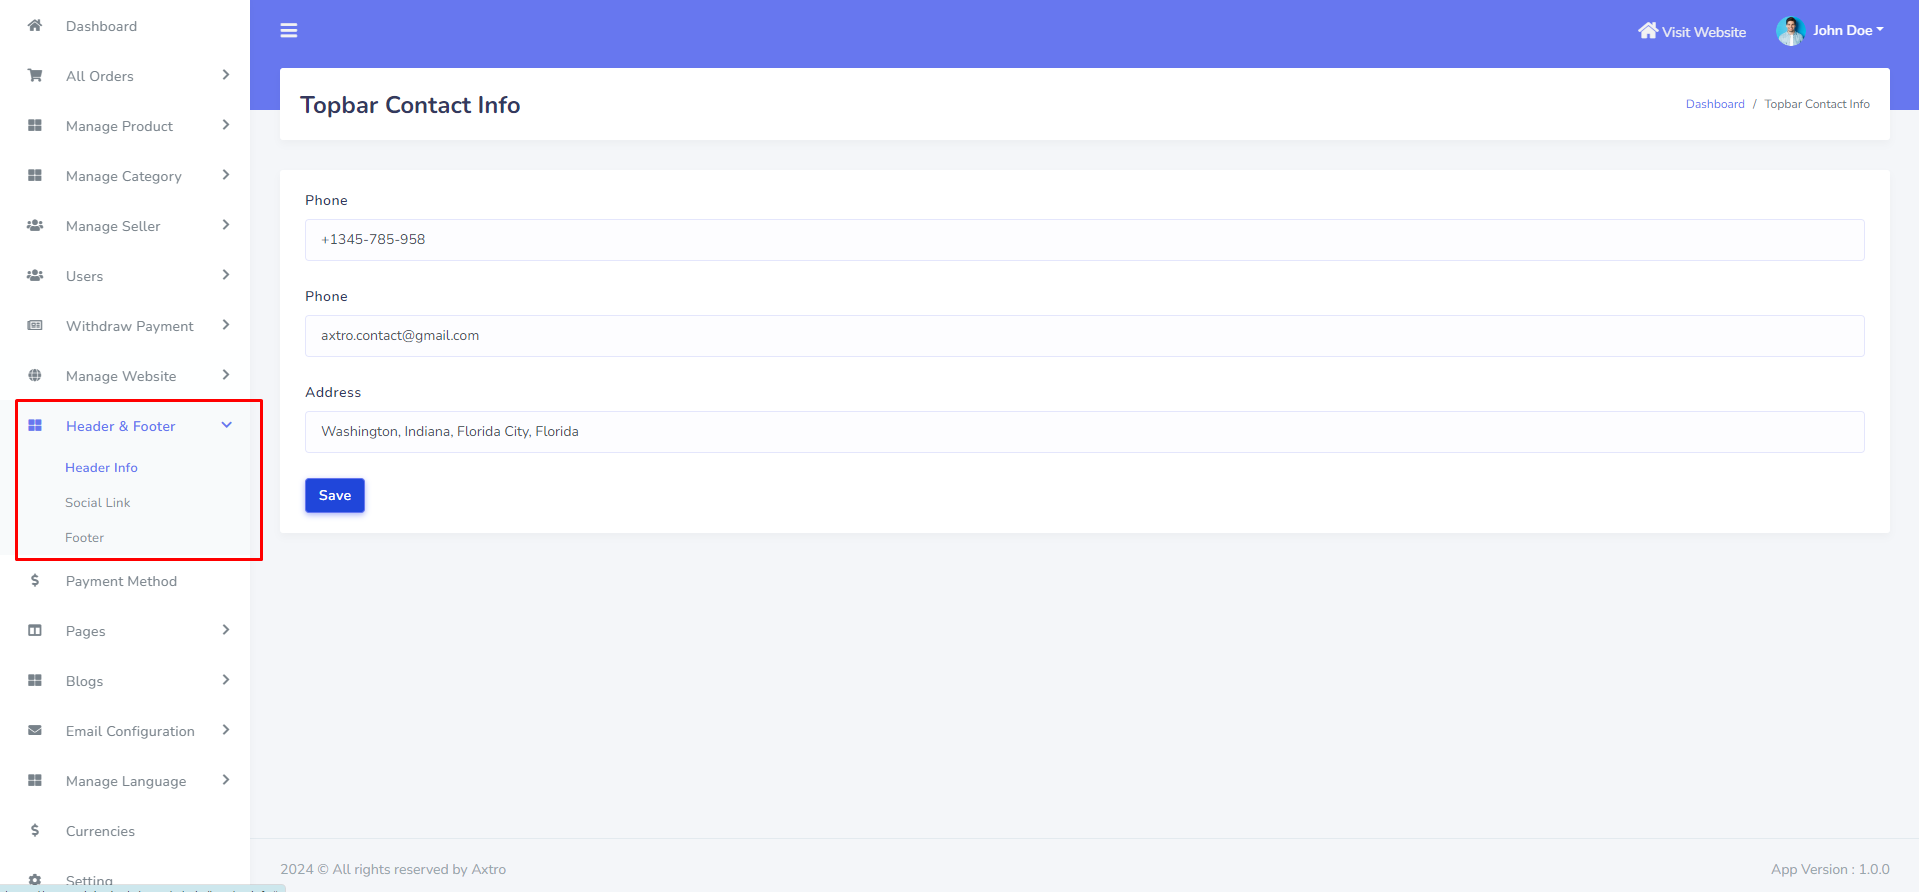 Dashboard
All Orders
Manage Product
Manage Category
Manage Seller
Users
Withdraw Payment
Manage Website
Header & Footer
Header Info
Social Link
Footer
Payment Method
Pages
Blogs
Email Configuration
Manage Language
Currencies
Setting
Visit Website
John Doe
Topbar Contact Info
Dashboard / Topbar Contact Info
Phone
+1345-785-958
Phone
axtro.contact@gmail.com
Address
Washington, Indiana, Florida City, Florida
Save
2024 © All rights reserved by Axtro
App Version : 1.0.0